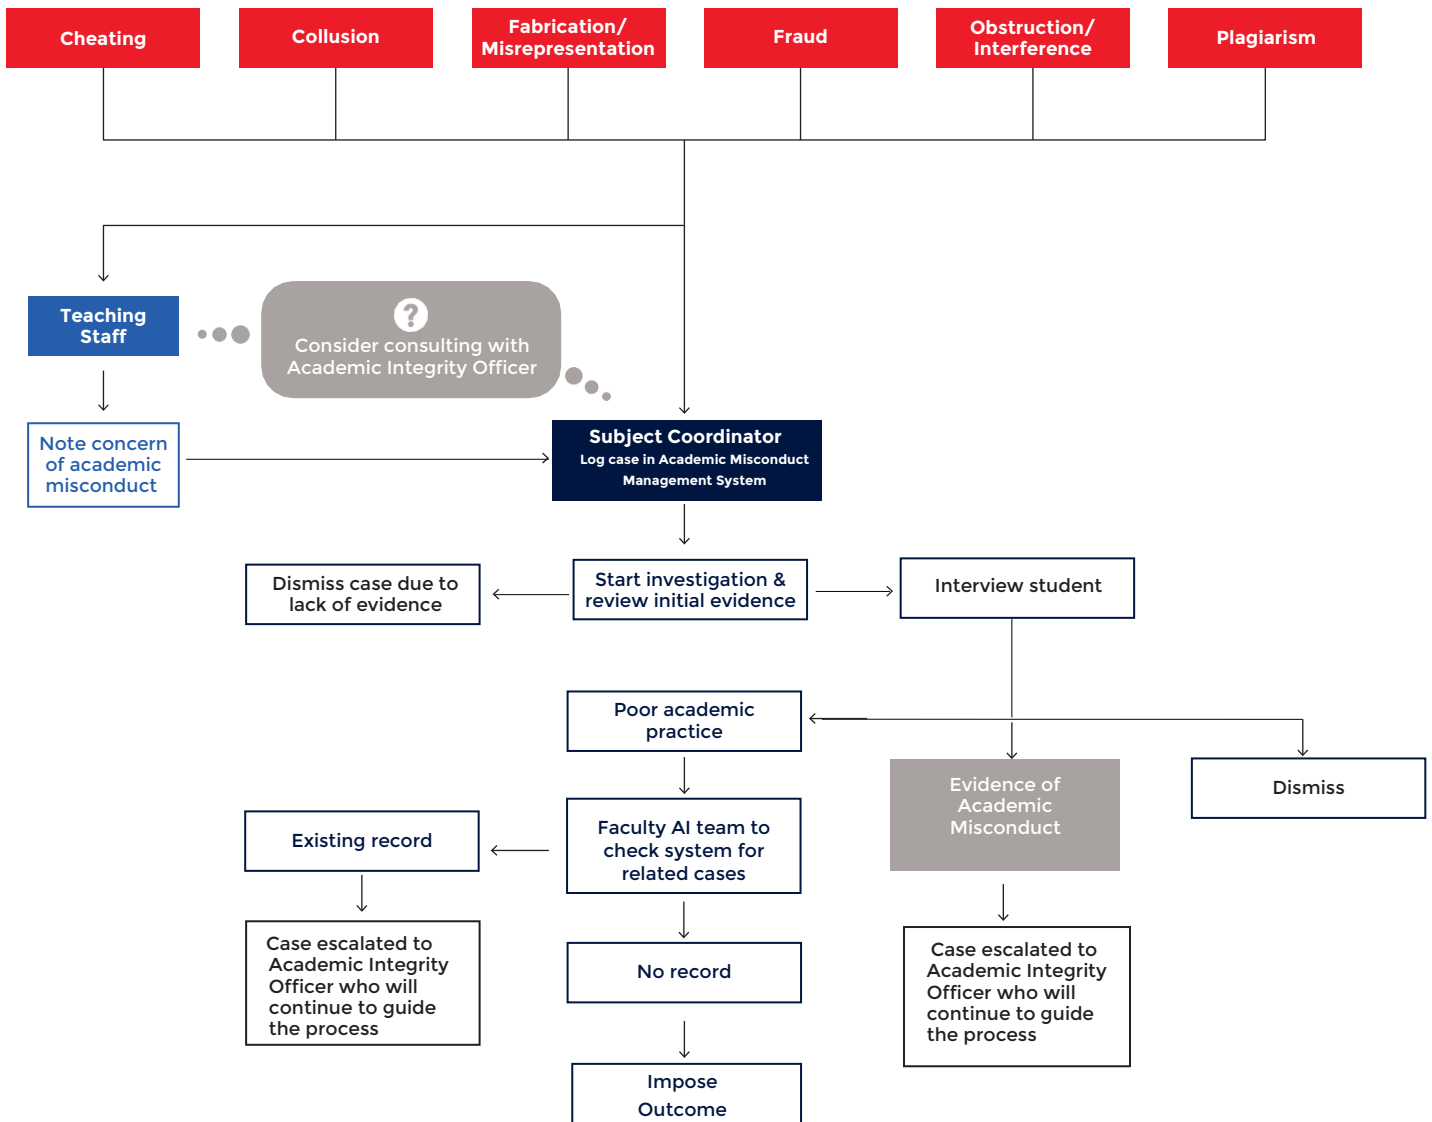 Cheating
Collusion
Fabrication/
Misrepresentation
Fraud
Obstruction/
Interference
Plagiarism
Teaching
Staff
?
Consider consulting with
Academic Integrity Officer
Note concern
of academic
misconduct
Subject Coordinator
Log case in Academic Misconduct
Management System
Dismiss case due to
lack of evidence
Start investigation &
review initial evidence
Interview student
Poor academic
practice
Evidence of
Academic
Misconduct
Dismiss
Existing record
Faculty AI team to
check system for
related cases
Case escalated to
Academic Integrity
Officer who will
continue to guide
the process
No record
Case escalated to
Academic Integrity
Officer who will
continue to guide
the process
Impose
Outcome